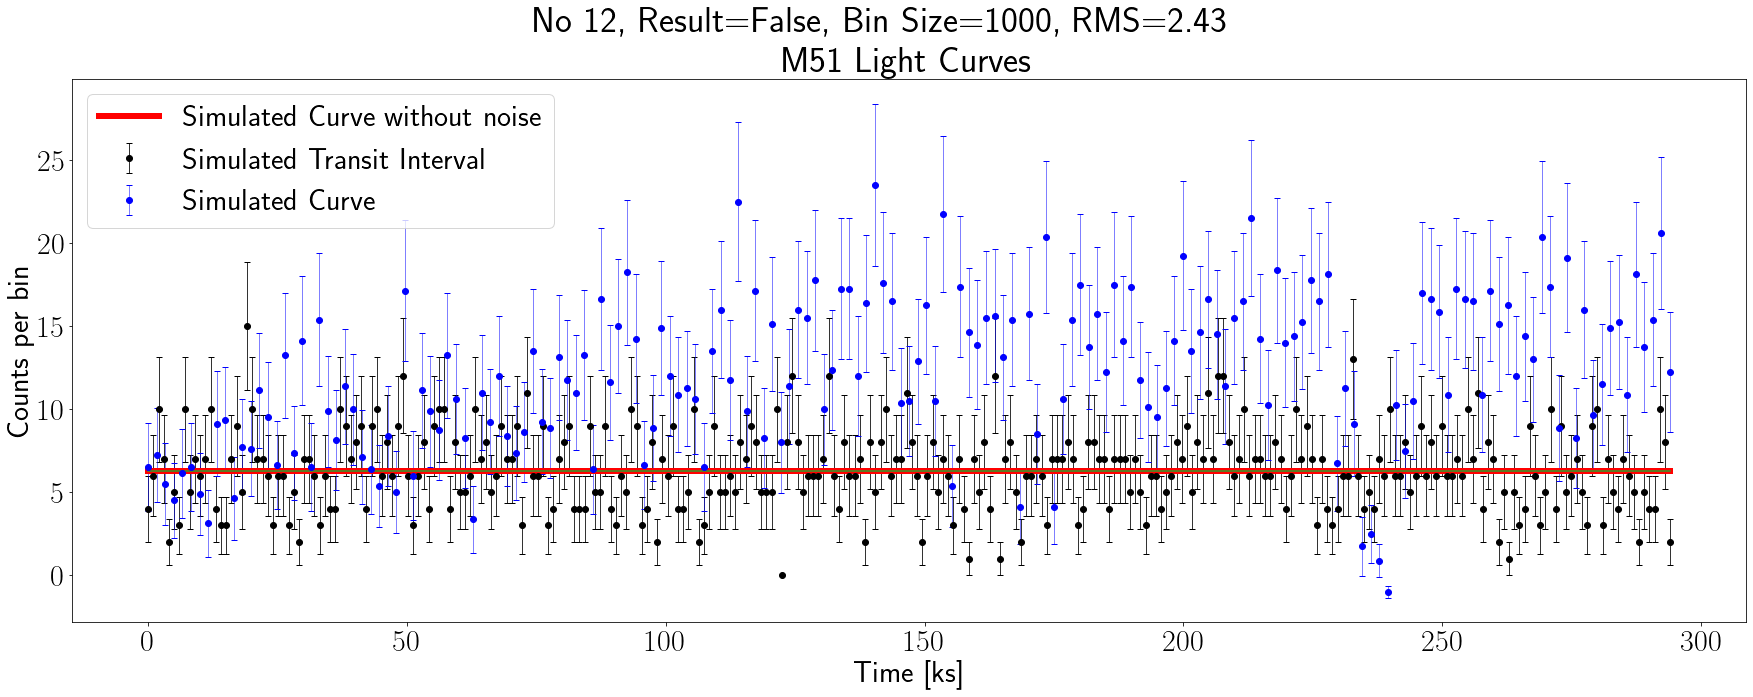 No 12, Result=False, Bin Size=1000, RMS=2.43
M51 Light Curves
Simulated Curve without noise
Simulated Transit Interval
Simulated Curve
Counts per bin
25
20
15
10
5
0
0 50 100 150 200 250 300
Time [ks]